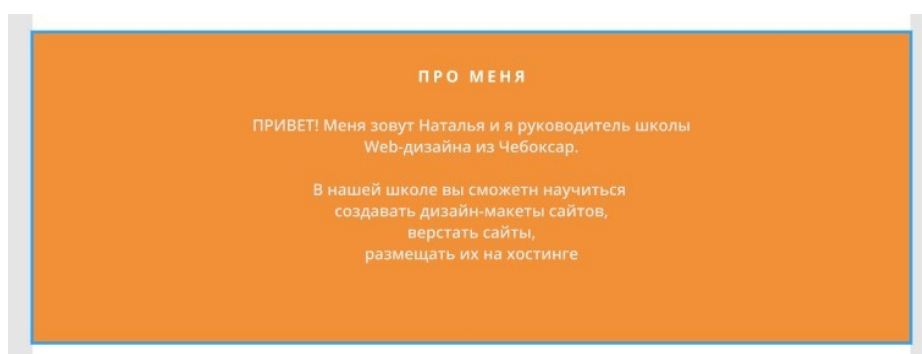 ПРО МЕНЯ
ПРИВЕТ! Меня зовут Наталья и я руководитель школы
Web-дизайна из Чебоксар.
В нашей школе вы сможетн научиться
создавать дизайн-макеты сайтов,
верстать сайты,
размещать их на хостинге